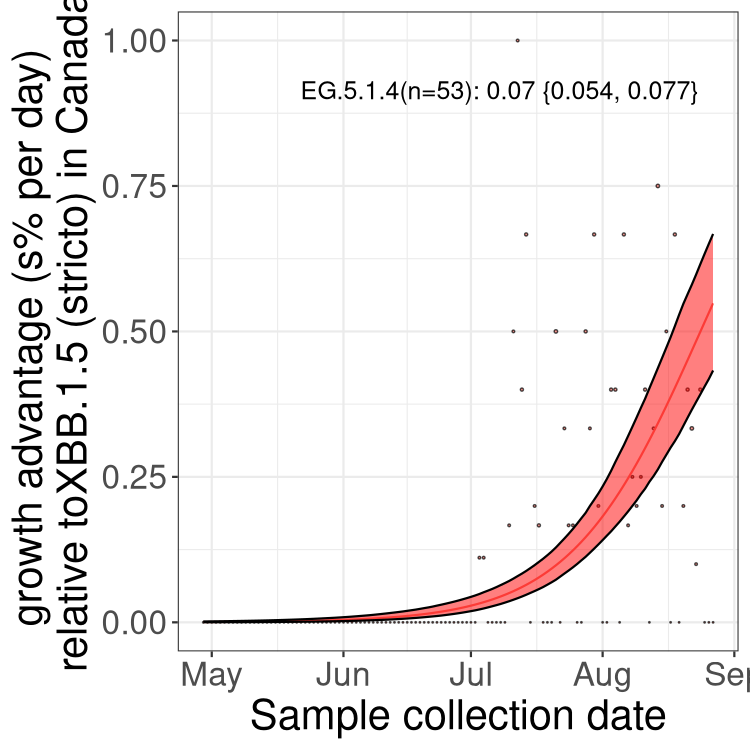 growth advantage (s% per day)
relative toXBB.1.5 (stricto) in Canada
1.00
0.75
0.50
0.25
0.00
EG.5.1.4(n=53): 0.07 {0.054, 0.077}
May Jun Jul Aug Sep
Sample collection date